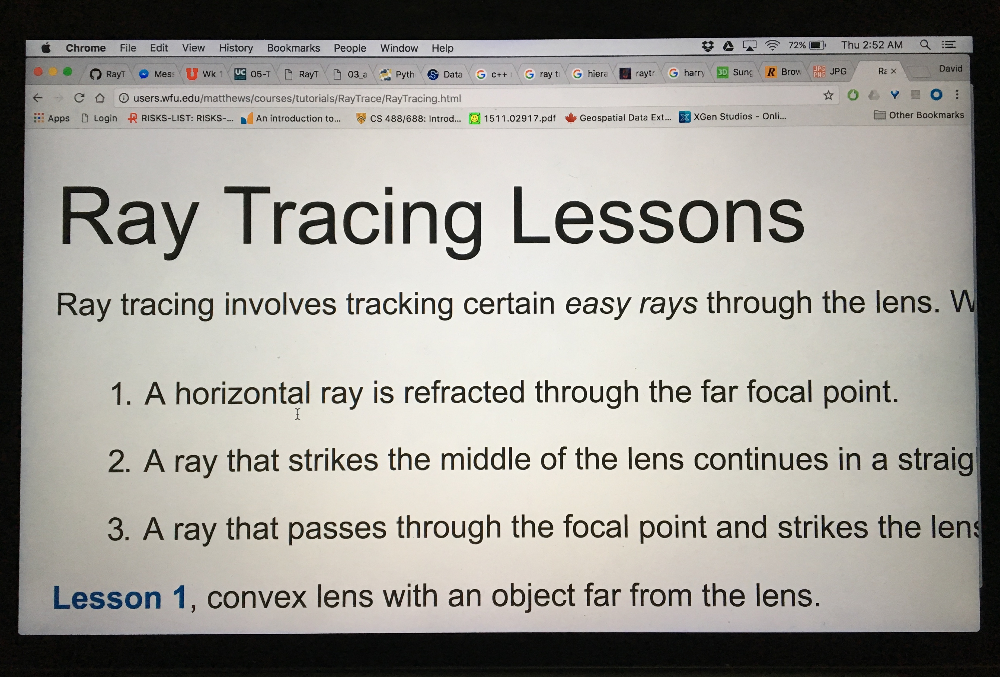 Chrome File Edit View History Bookmarks People Window Help 72% Thu 2:52 AM
RayT Mes Wk 05-T RayT 03_a Pyth Data c++ ray t hiera raytr harry Sung Brow JPG Ra David
users.wfu.edu/matthews/courses/tutorials/RayTrace/RayTracing.html
Apps Login RISKS-LIST: RISKS-... An introduction to... CS 488/688: Introd... 1511.02917.pdf Geospatial Data Ext... XGen Studios - Onli... Other Bookmarks
Ray Tracing Lessons
Ray tracing involves tracking certain easy rays through the lens. W
1. A horizontal ray is refracted through the far focal point.
2. A ray that strikes the middle of the lens continues in a straig
3. A ray that passes through the focal point and strikes the lens
Lesson 1, convex lens with an object far from the lens.